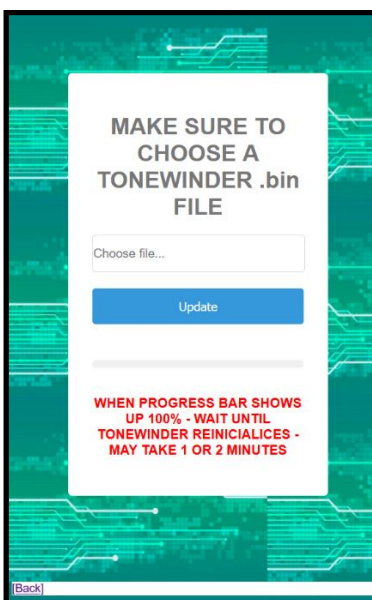 MAKE SURE TO
CHOOSE A
TONEWINDER .bin
FILE
Choose file...
Update
WHEN PROGRESS BAR SHOWS
UP 100% - WAIT UNTIL
TONEWINDER REINICIALICES -
MAY TAKE 1 OR 2 MINUTES
[Back]